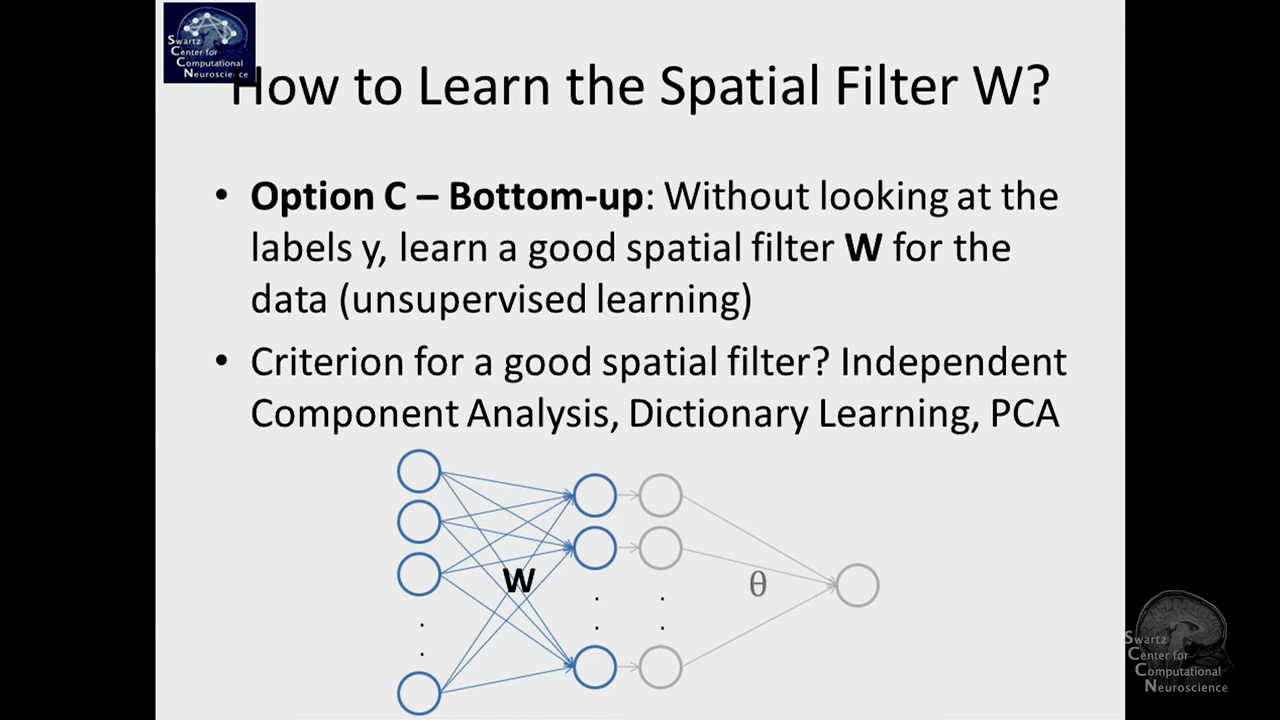 Swartz
Center for
Computational
Neuroscience
How to Learn the Spatial Filter W?
• Option C – Bottom-up: Without looking at the
labels y, learn a good spatial filter W for the
data (unsupervised learning)
• Criterion for a good spatial filter? Independent
Component Analysis, Dictionary Learning, PCA
W
θ
Swartz
Center for
Computational
Neuroscience